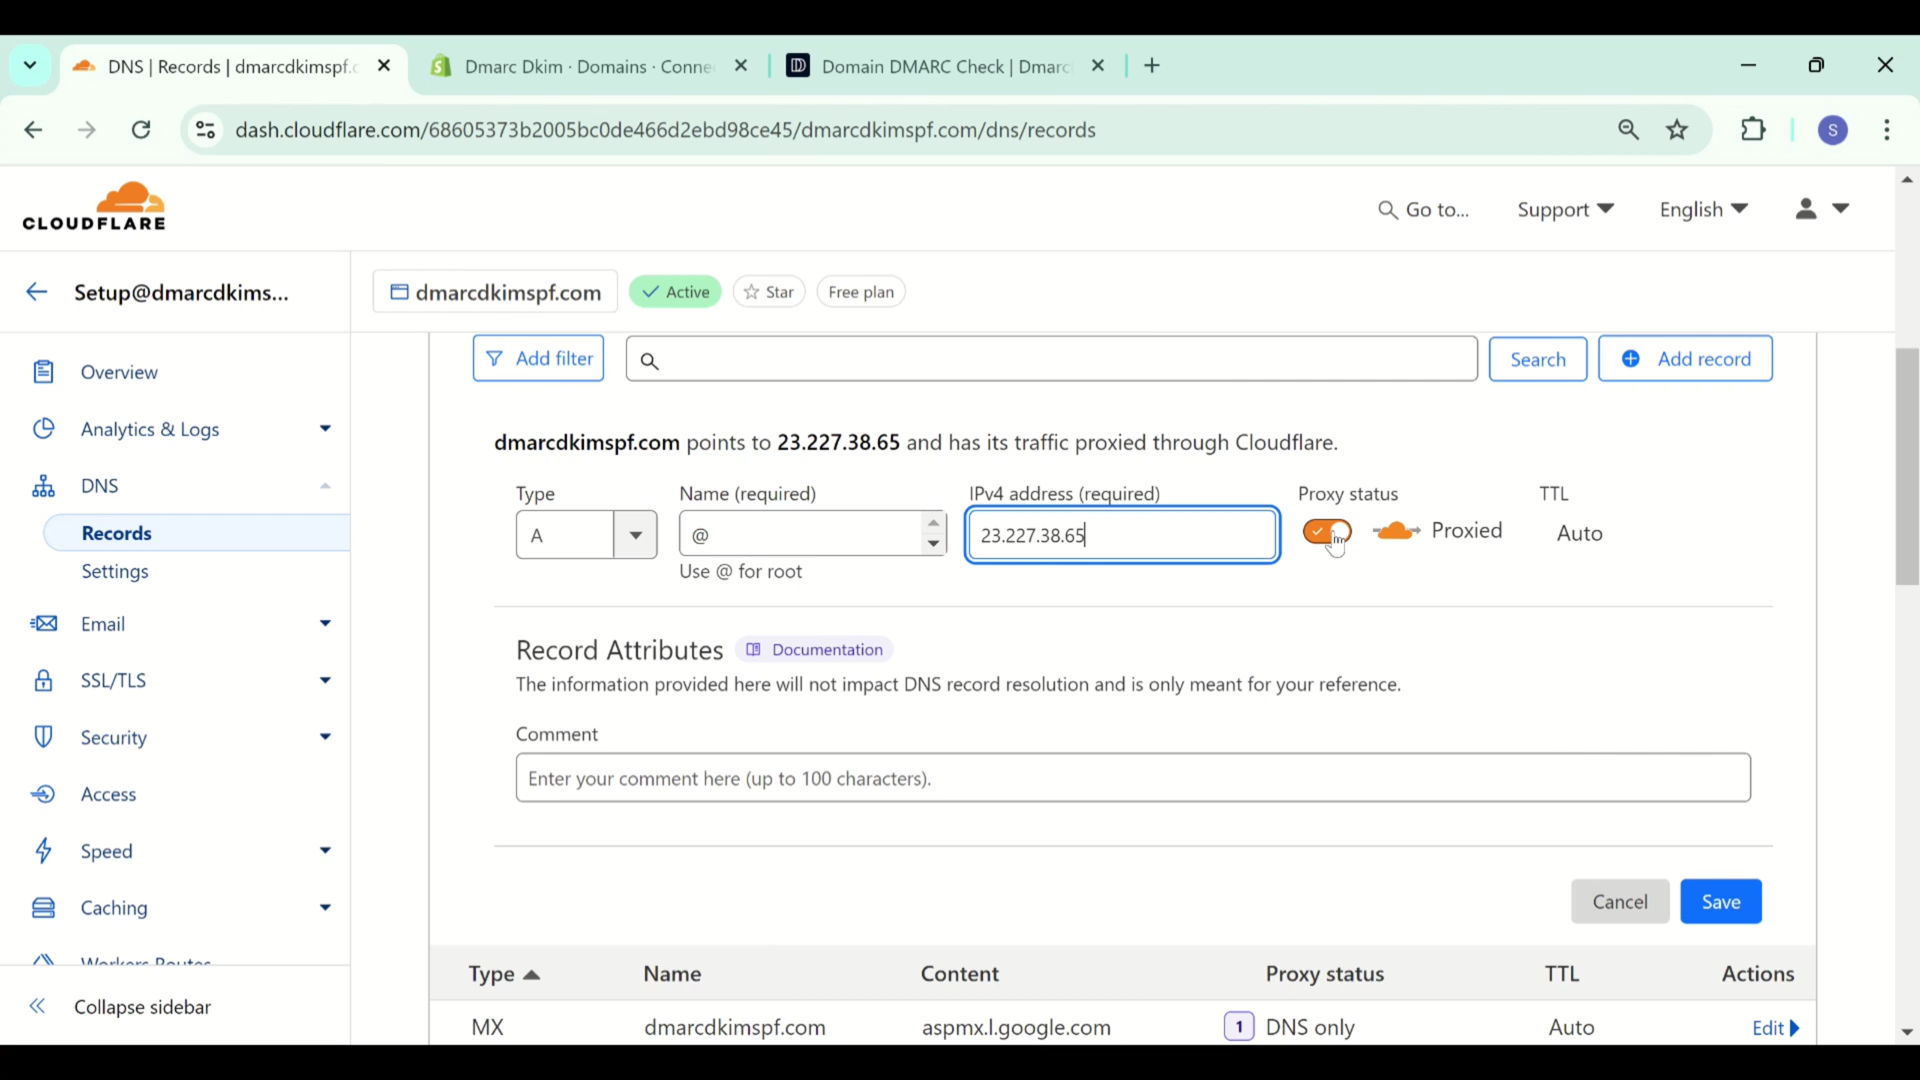 DNS | Records | dmarcdkimspf.c
Dmarc Dkim · Domains · Conne
Domain DMARC Check | Dmarc
dash.cloudflare.com/68605373b2005bc0de466d2ebd98ce45/dmarcdkimspf.com/dns/records
S
CLOUDFLARE
Go to...
Support
English
Setup@dmarcdkims...
dmarcdkimspf.com
Active
Star
Free plan
Overview
Analytics & Logs
DNS
Records
Settings
Email
SSL/TLS
Security
Access
Speed
Caching
Workers Routes
Collapse sidebar
Add filter
Search
Add record
dmarcdkimspf.com points to 23.227.38.65 and has its traffic proxied through Cloudflare.
Type
Name (required)
IPv4 address (required)
Proxy status
TTL
A
@
23.227.38.65
Proxied
Auto
Use @ for root
Record Attributes
Documentation
The information provided here will not impact DNS record resolution and is only meant for your reference.
Comment
Enter your comment here (up to 100 characters).
Cancel
Save
Type Name Content Proxy status TTL Actions
MX dmarcdkimspf.com aspmx.l.google.com 1 DNS only Auto Edit